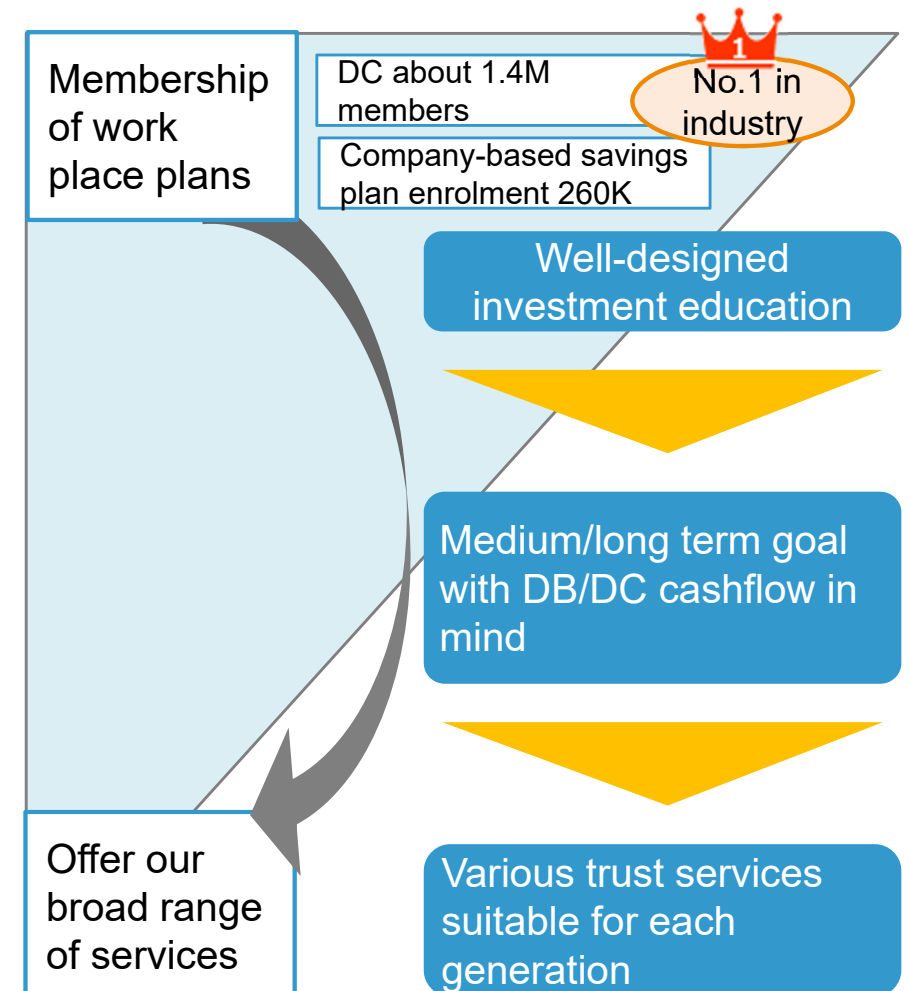 Membership
of work
place plans
DC about 1.4M
members
1
No.1 in
industry
Company-based savings
plan enrolment 260K
Well-designed
investment education
Medium/long term goal
with DB/DC cashflow in
mind
Offer our
broad range
of services
Various trust services
suitable for each
generation